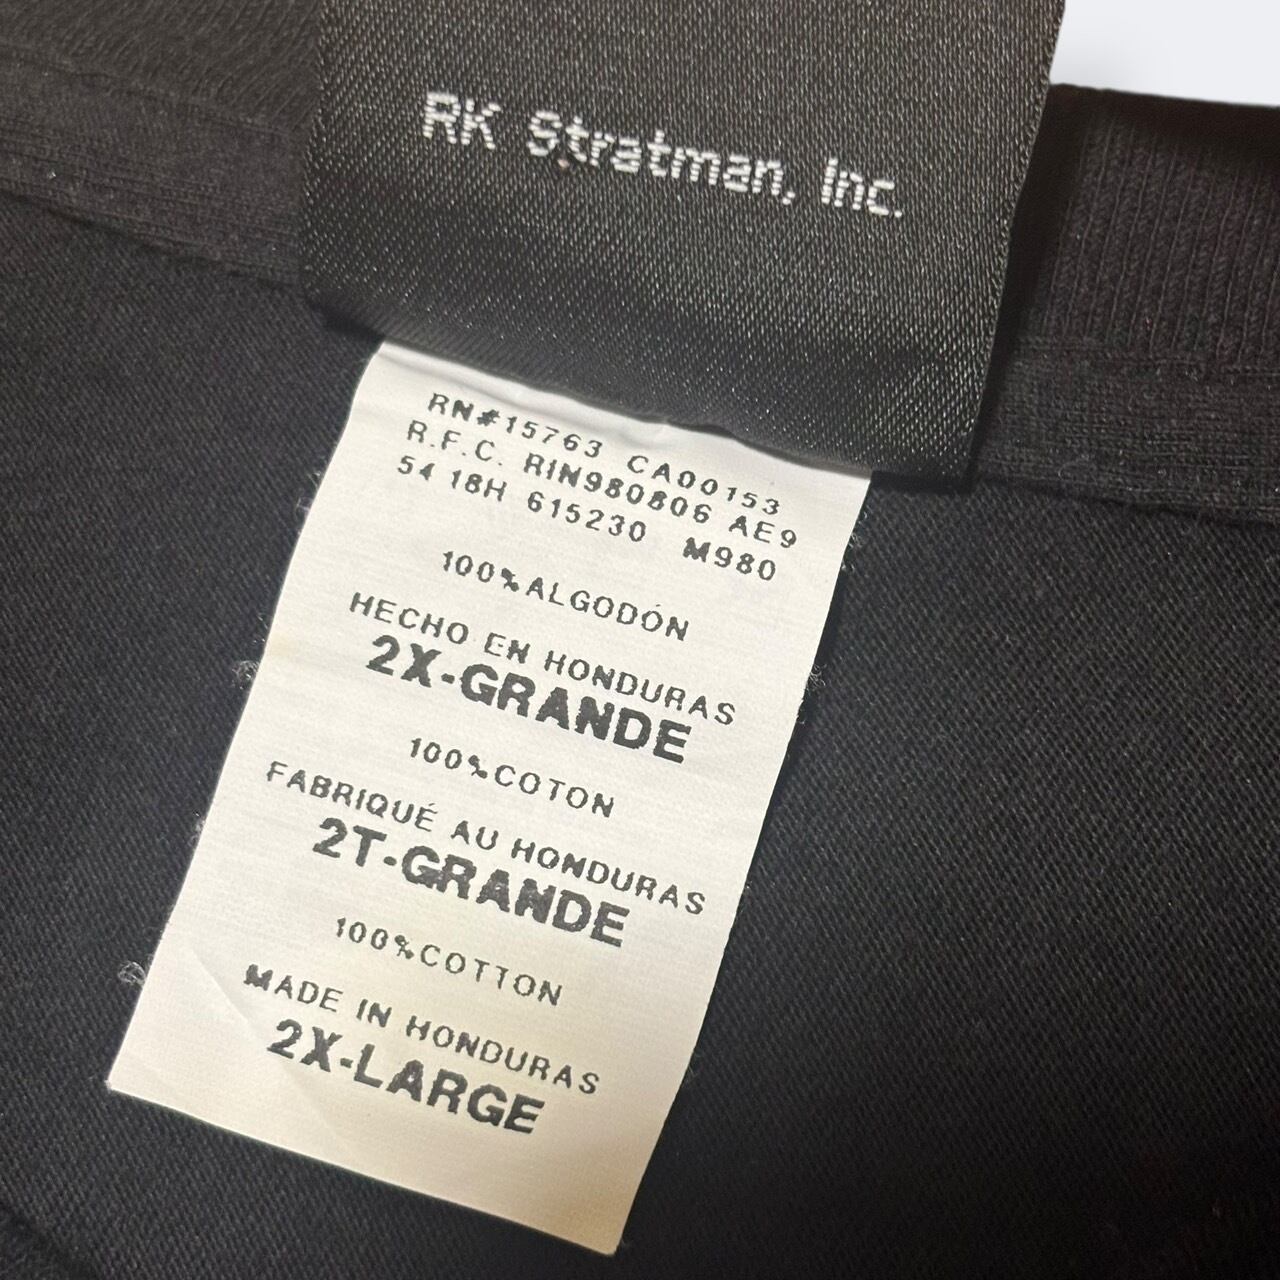 RK Stratman, Inc.
RN#15763 CA00153
R.F.C. RIN980806 AE9
54 18H 615230 M980
100%ALGODÓN
HECHO EN HONDURAS
2X-GRANDE
100%COTON
FABRIQUÉ AU HONDURAS
2T-GRANDE
100%COTTON
MADE IN HONDURAS
2X-LARGE